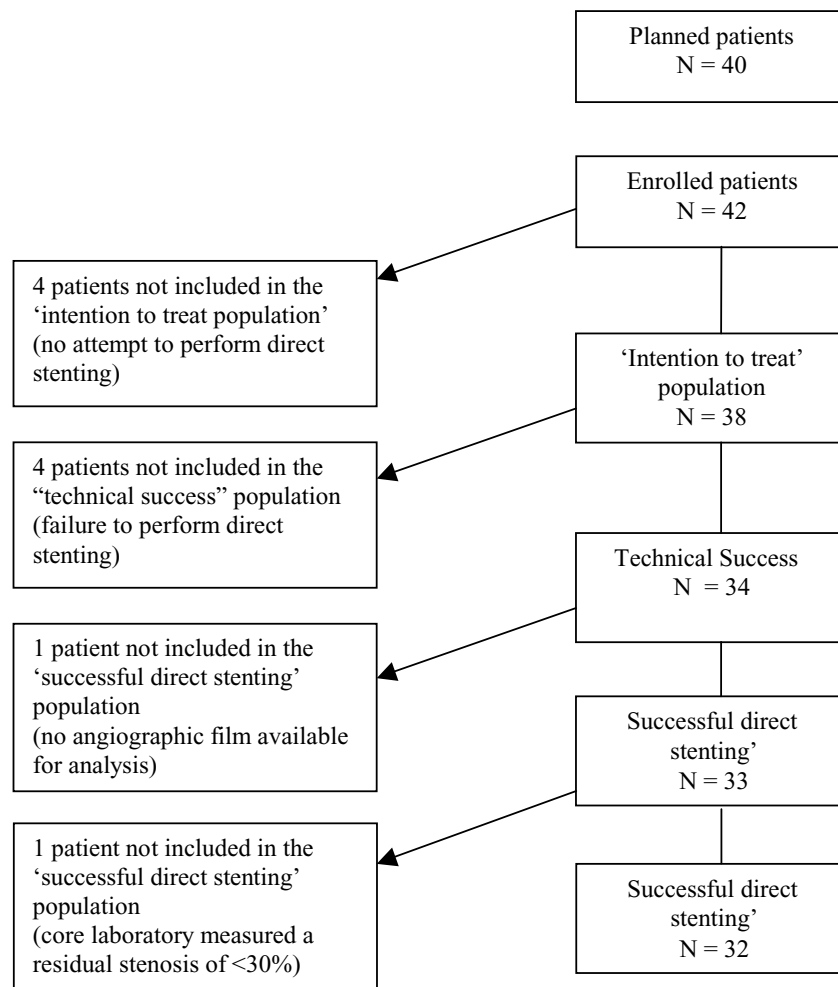 Planned patients
N = 40
Enrolled patients
N = 42
4 patients not included in the
‘intention to treat population’
(no attempt to perform direct
stenting)
‘Intention to treat’
population
N = 38
4 patients not included in the
“technical success” population
(failure to perform direct
stenting)
Technical Success
N = 34
1 patient not included in the
‘successful direct stenting’
population
(no angiographic film available
for analysis)
Successful direct
stenting’
N = 33
1 patient not included in the
‘successful direct stenting’
population
(core laboratory measured a
residual stenosis of <30%)
Successful direct
stenting’
N = 32